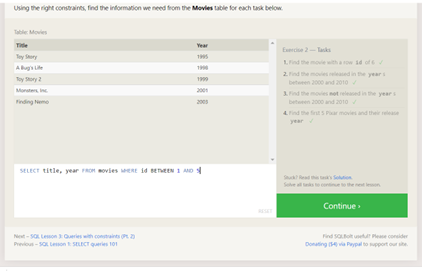 Using the right constraints, find the information we need from the Movies table for each task below.
Table: Movies
Title Year
Toy Story 1995
A Bug's Life 1998
Toy Story 2 1999
Monsters, Inc. 2001
Finding Nemo 2003
SELECT title, year FROM movies WHERE id BETWEEN 1 AND 5
RESET
Exercise 2 — Tasks
1. Find the movie with a row id of 6 ✓
2. Find the movies released in the years
between 2000 and 2010 ✓
3. Find the movies not released in the years
between 2000 and 2010 ✓
4. Find the first 5 Pixar movies and their release
year ✓
Stuck? Read this task's Solution.
Solve all tasks to continue to the next lesson.
Continue ›
Next – SQL Lesson 3: Queries with constraints (Pt. 2)
Previous – SQL Lesson 1: SELECT queries 101
Find SQLBolt useful? Please consider
Donating ($4) via Paypal to support our site.